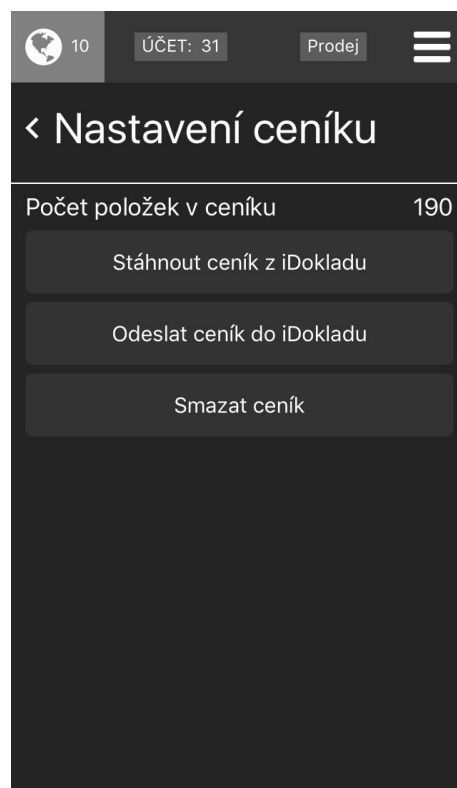 10 ÚČET: 31 Prodej
< Nastavení ceníku
Počet položek v ceníku 190
Stáhnout ceník z iDokladu
Odeslat ceník do iDokladu
Smazat ceník